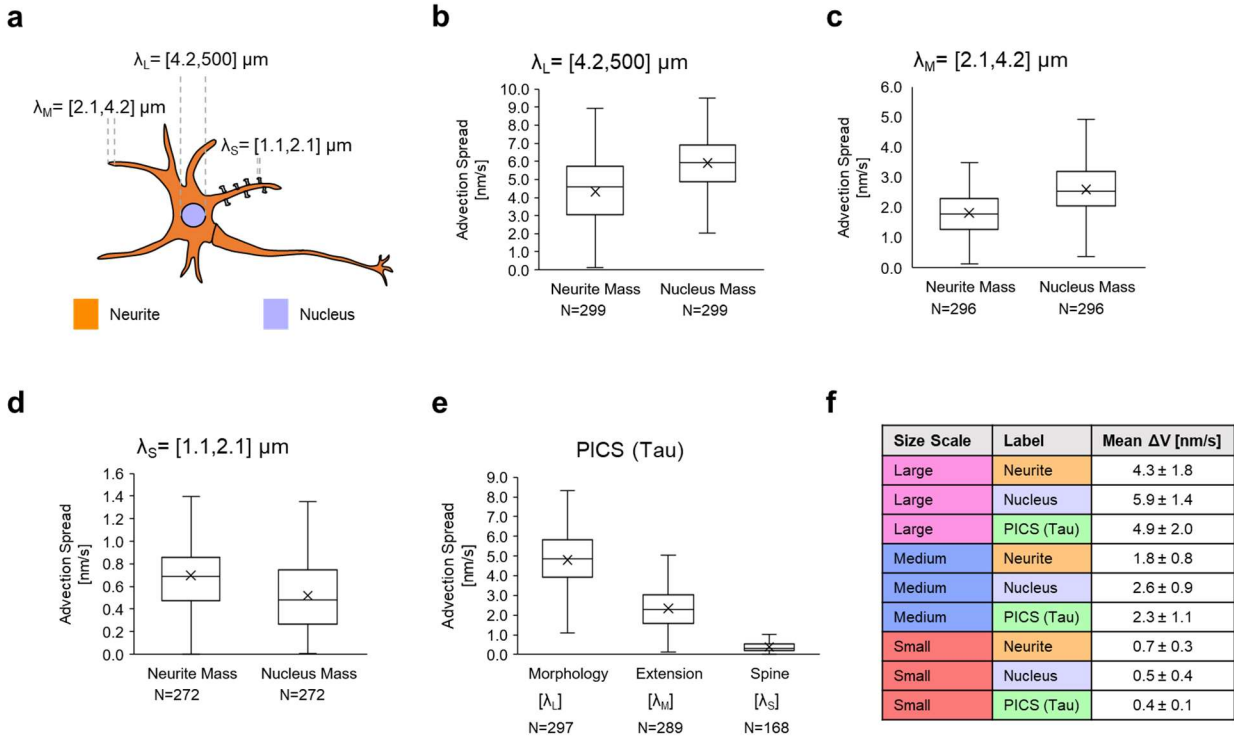 a
λL= [4.2,500] μm
λM= [2.1,4.2] μm
λS= [1.1,2.1] μm
Neurite
Nucleus
b
λL= [4.2,500] μm
Advection Spread
[nm/s]
10.0
9.0
8.0
7.0
6.0
5.0
4.0
3.0
2.0
1.0
0.0
Neurite Mass
Nucleus Mass
N=299
N=299
c
λM= [2.1,4.2] μm
Advection Spread
[nm/s]
6.0
5.0
4.0
3.0
2.0
1.0
0.0
Neurite Mass
Nucleus Mass
N=296
N=296
d
λS= [1.1,2.1] μm
Advection Spread
[nm/s]
1.6
1.4
1.2
1.0
0.8
0.6
0.4
0.2
0.0
Neurite Mass
Nucleus Mass
N=272
N=272
e
PICS (Tau)
Advection Spread
[nm/s]
9.0
8.0
7.0
6.0
5.0
4.0
3.0
2.0
1.0
0.0
Morphology
Extension
Spine
[λL]
[λM]
[λS]
N=297
N=289
N=168
f
Size Scale Label Mean ΔV [nm/s]
Large Neurite 4.3 ± 1.8
Large Nucleus 5.9 ± 1.4
Large PICS (Tau) 4.9 ± 2.0
Medium Neurite 1.8 ± 0.8
Medium Nucleus 2.6 ± 0.9
Medium PICS (Tau) 2.3 ± 1.1
Small Neurite 0.7 ± 0.3
Small Nucleus 0.5 ± 0.4
Small PICS (Tau) 0.4 ± 0.1